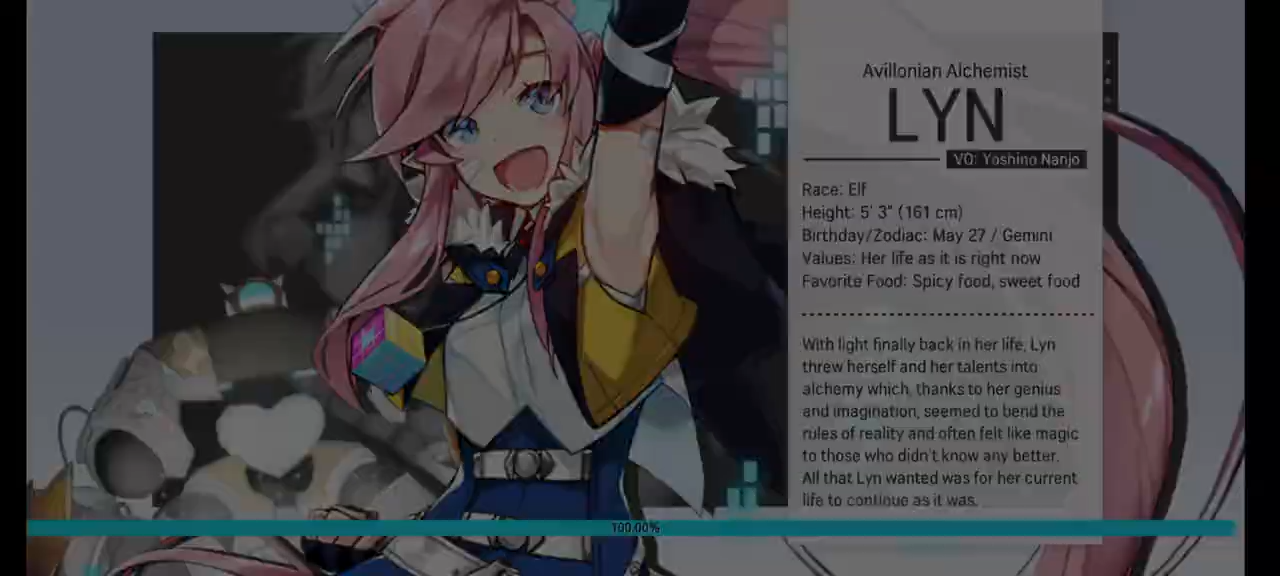 Avillonian Alchemist
LYN
VO: Yoshino Nanjo
Race: Elf
Height: 5' 3" (161 cm)
Birthday/Zodiac: May 27 / Gemini
Values: Her life as it is right now
Favorite Food: Spicy food, sweet food
With light finally back in her life, Lyn
threw herself and her talents into
alchemy which, thanks to her genius
and imagination, seemed to bend the
rules of reality and often felt like magic
to those who didn't know any better.
All that Lyn wanted was for her current
life to continue as it was.
100.00%